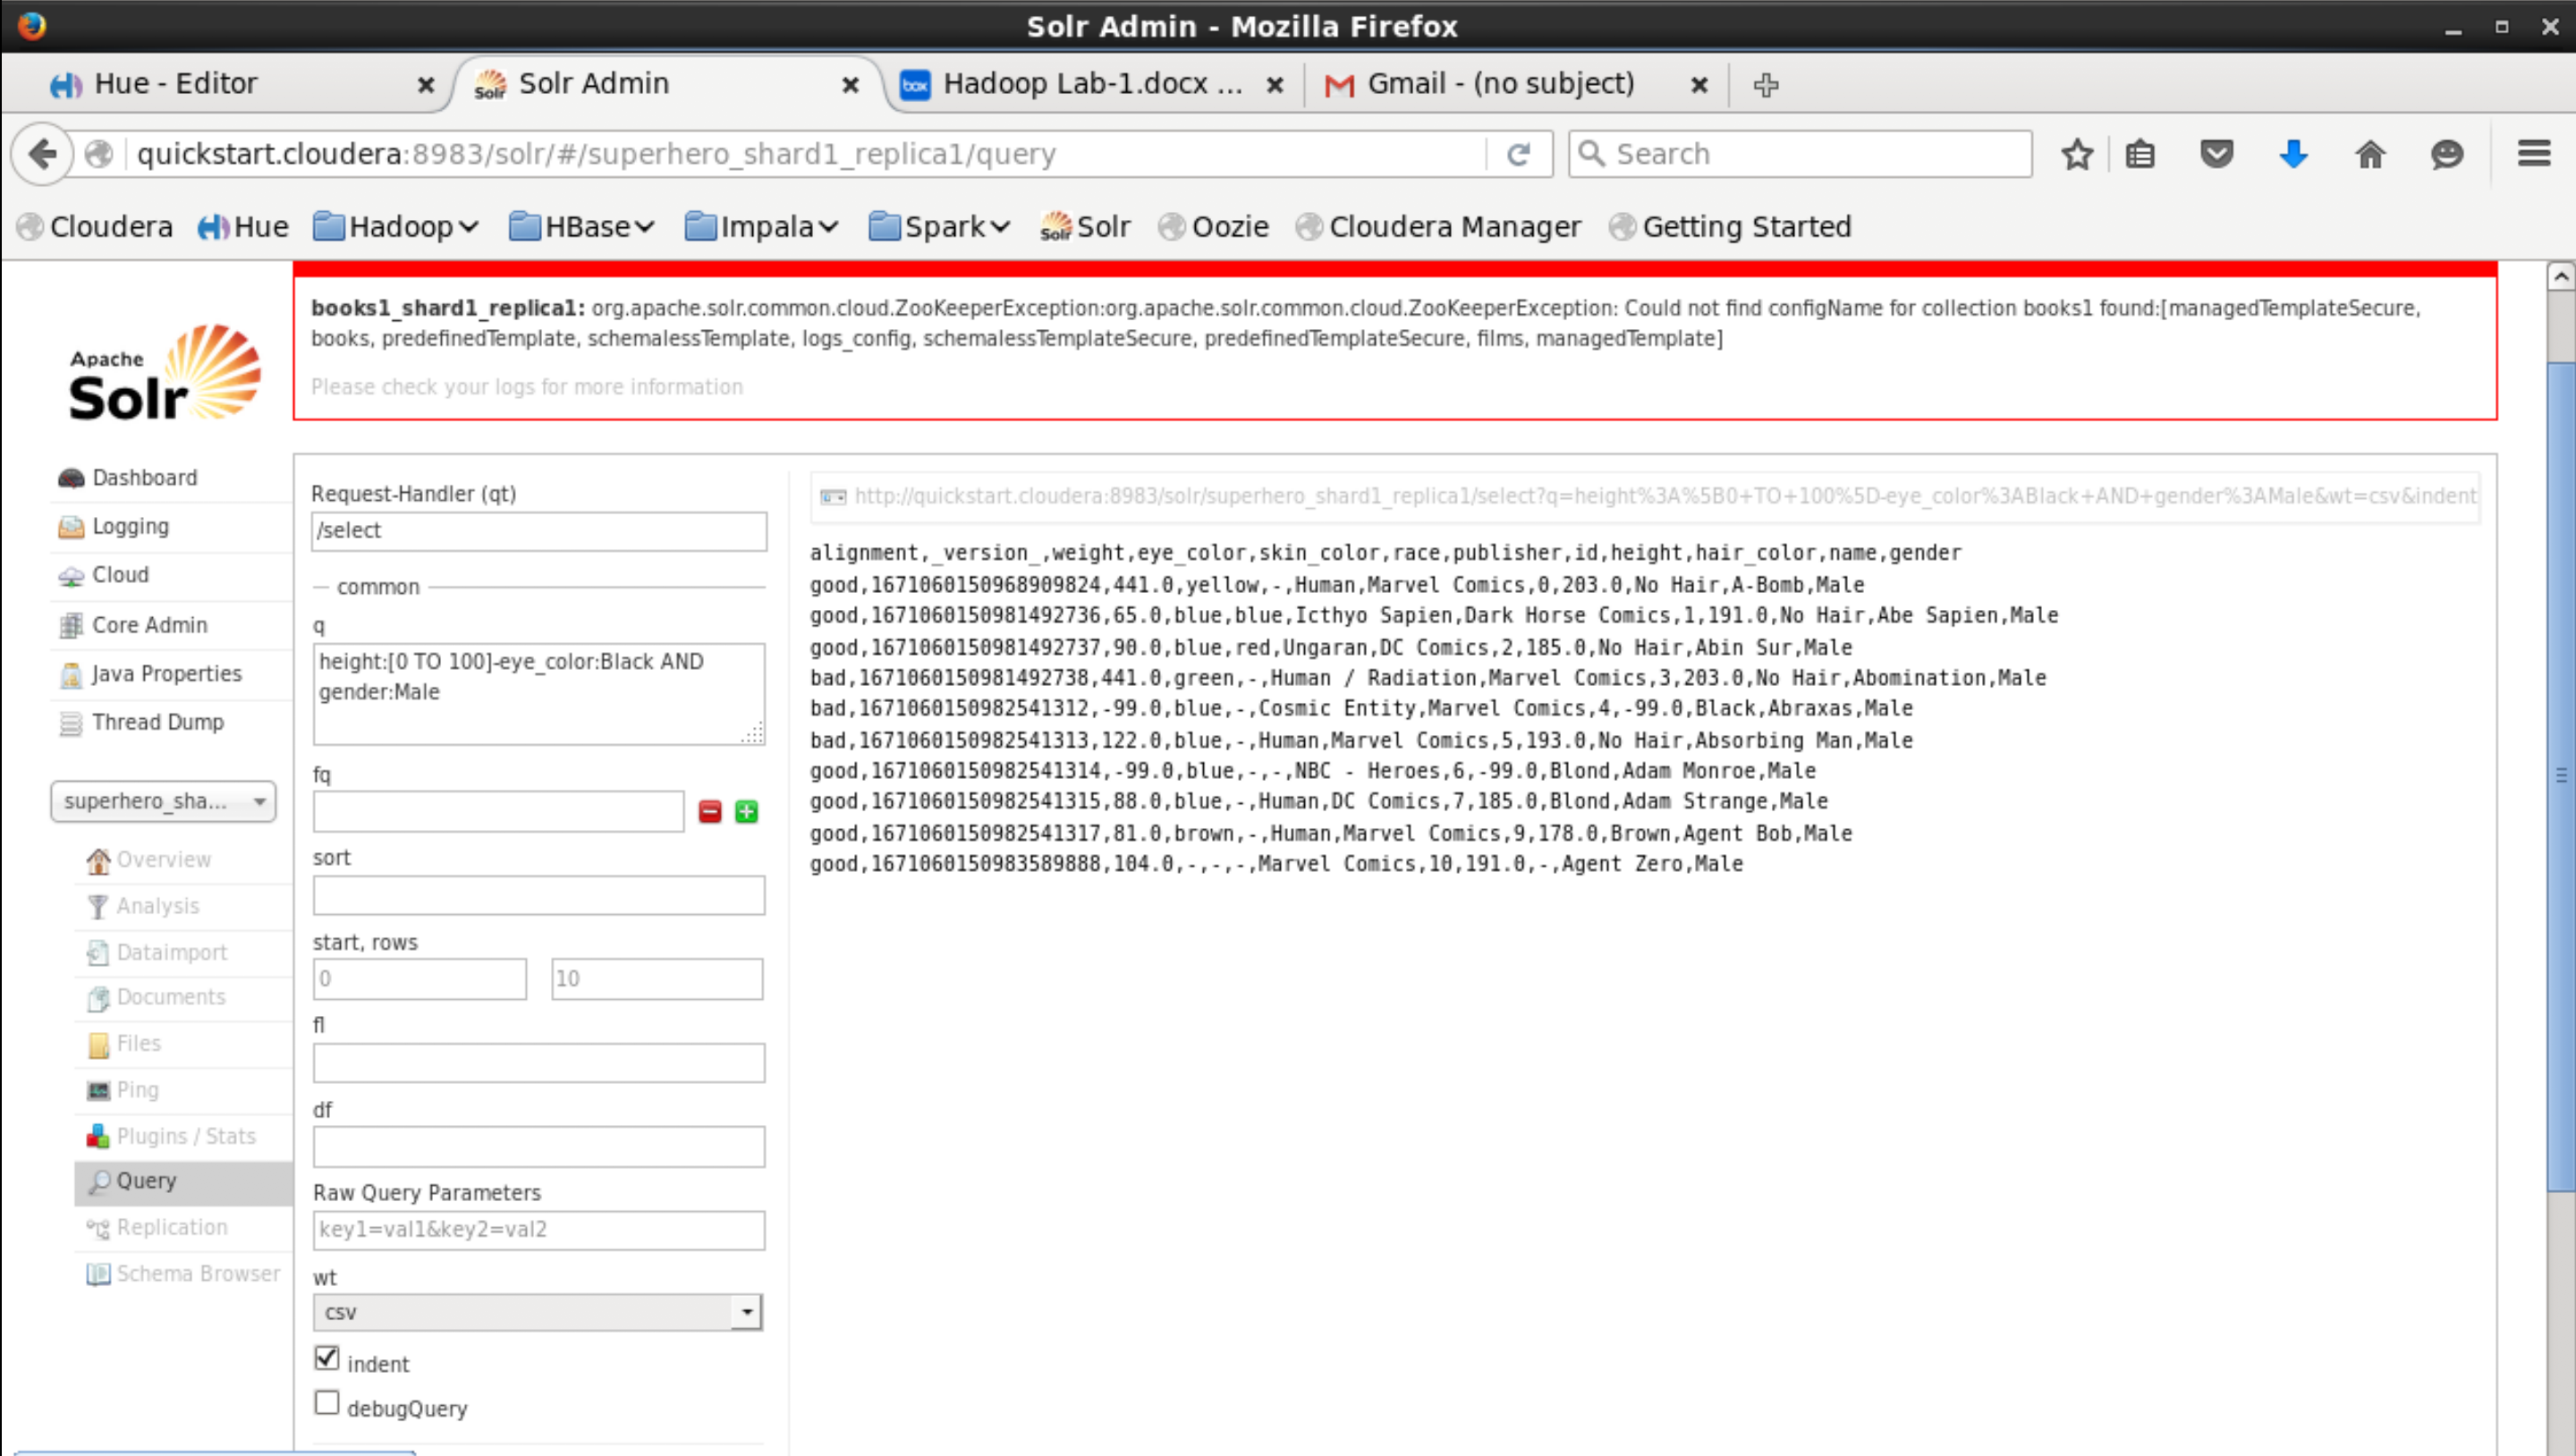 Solr Admin - Mozilla Firefox
Hue - Editor
Solr Admin
Hadoop Lab-1.docx ...
Gmail - (no subject)
quickstart.cloudera:8983/solr/#/superhero_shard1_replica1/query
Search
Cloudera Hue Hadoop HBase Impala Spark Solr Oozie Cloudera Manager Getting Started
books1_shard1_replica1: org.apache.solr.common.cloud.ZooKeeperException:org.apache.solr.common.cloud.ZooKeeperException: Could not find configName for collection books1 found:[managedTemplateSecure,
books, predefinedTemplate, schemalessTemplate, logs_config, schemalessTemplateSecure, predefinedTemplateSecure, films, managedTemplate]
Please check your logs for more information
Apache
Solr
Dashboard
Logging
Cloud
Core Admin
Java Properties
Thread Dump
superhero_sha...
Overview
Analysis
Dataimport
Documents
Files
Ping
Plugins / Stats
Query
Replication
Schema Browser
Request-Handler (qt)
/select
common
q
height:[0 TO 100]-eye_color:Black AND
gender:Male
fq
sort
start, rows
0
10
fl
df
Raw Query Parameters
key1=val1&key2=val2
wt
csv
indent
debugQuery
http://quickstart.cloudera:8983/solr/superhero_shard1_replica1/select?q=height%3A%5B0+TO+100%5D-eye_color%3ABlack+AND+gender%3AMale&wt=csv&indent
alignment,_version_,weight,eye_color,skin_color,race,publisher,id,height,hair_color,name,gender
good,1671060150968909824,441.0,yellow,-,Human,Marvel Comics,0,203.0,No Hair,A-Bomb,Male
good,1671060150981492736,65.0,blue,blue,Icthyo Sapien,Dark Horse Comics,1,191.0,No Hair,Abe Sapien,Male
good,1671060150981492737,90.0,blue,red,Ungaran,DC Comics,2,185.0,No Hair,Abin Sur,Male
bad,1671060150981492738,441.0,green,-,Human / Radiation,Marvel Comics,3,203.0,No Hair,Abomination,Male
bad,1671060150982541312,-99.0,blue,-,Cosmic Entity,Marvel Comics,4,-99.0,Black,Abraxas,Male
bad,1671060150982541313,122.0,blue,-,Human,Marvel Comics,5,193.0,No Hair,Absorbing Man,Male
good,1671060150982541314,-99.0,blue,-,-,NBC - Heroes,6,-99.0,Blond,Adam Monroe,Male
good,1671060150982541315,88.0,blue,-,Human,DC Comics,7,185.0,Blond,Adam Strange,Male
good,1671060150982541317,81.0,brown,-,Human,Marvel Comics,9,178.0,Brown,Agent Bob,Male
good,1671060150983589888,104.0,-,-,-,Marvel Comics,10,191.0,-,Agent Zero,Male